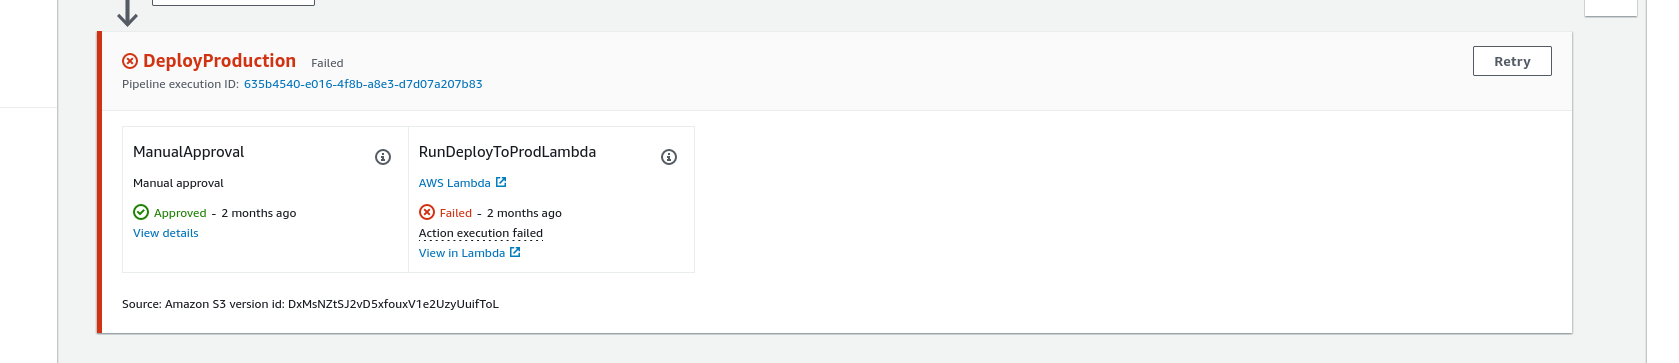 DeployProduction Failed
Retry
Pipeline execution ID: 635b4540-e016-4f8b-a8e3-d7d07a207b83
ManualApproval
Manual approval
Approved - 2 months ago
View details
RunDeployToProdLambda
AWS Lambda
Failed - 2 months ago
Action execution failed
View in Lambda
Source: Amazon S3 version id: DxMsNZtSJ2vD5xfouxV1e2UzyUuifToL